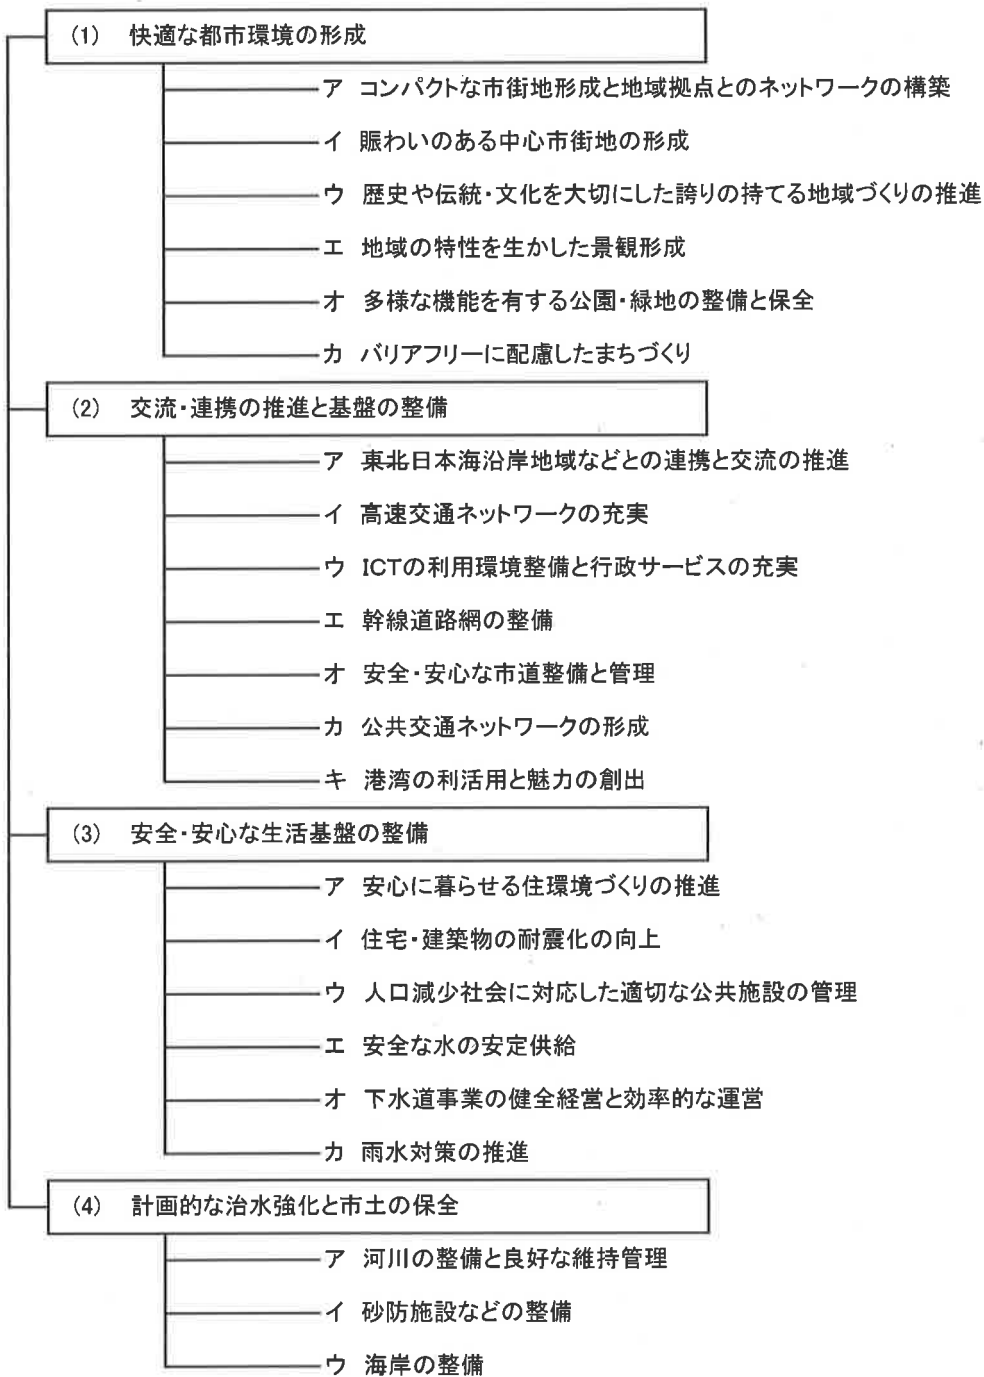 (1) 快適な都市環境の形成
ア コンパクトな市街地形成と地域拠点とのネットワークの構築
イ 賑わいのある中心市街地の形成
ウ 歴史や伝統・文化を大切にした誇りの持てる地域づくりの推進
エ 地域の特性を生かした景観形成
オ 多様な機能を有する公園・緑地の整備と保全
カ バリアフリーに配慮したまちづくり
(2) 交流・連携の推進と基盤の整備
ア 東北日本海沿岸地域などとの連携と交流の推進
イ 高速交通ネットワークの充実
ウ ICTの利用環境整備と行政サービスの充実
エ 幹線道路網の整備
オ 安全・安心な市道整備と管理
カ 公共交通ネットワークの形成
キ 港湾の利活用と魅力の創出
(3) 安全・安心な生活基盤の整備
ア 安心に暮らせる住環境づくりの推進
イ 住宅・建築物の耐震化の向上
ウ 人口減少社会に対応した適切な公共施設の管理
エ 安全な水の安定供給
オ 下水道事業の健全経営と効率的な運営
カ 雨水対策の推進
(4) 計画的な治水強化と市土の保全
ア 河川の整備と良好な維持管理
イ 砂防施設などの整備
ウ 海岸の整備